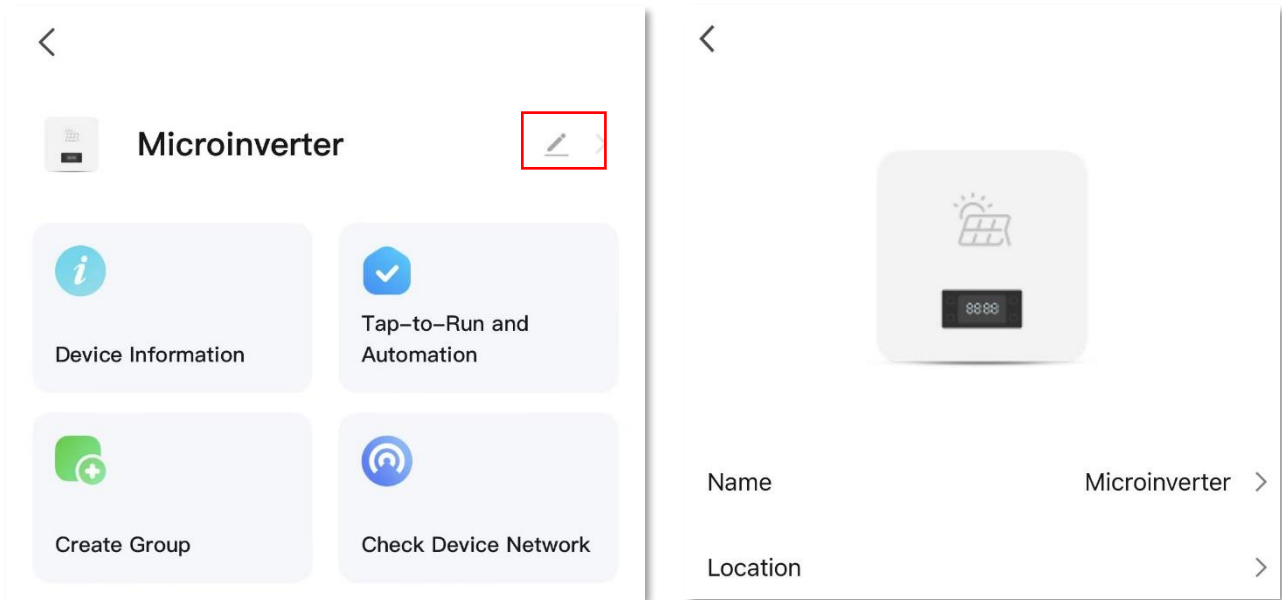 Microinverter
Device Information
Tap-to-Run and
Automation
Create Group
Check Device Network
8888
Name
Microinverter
Location